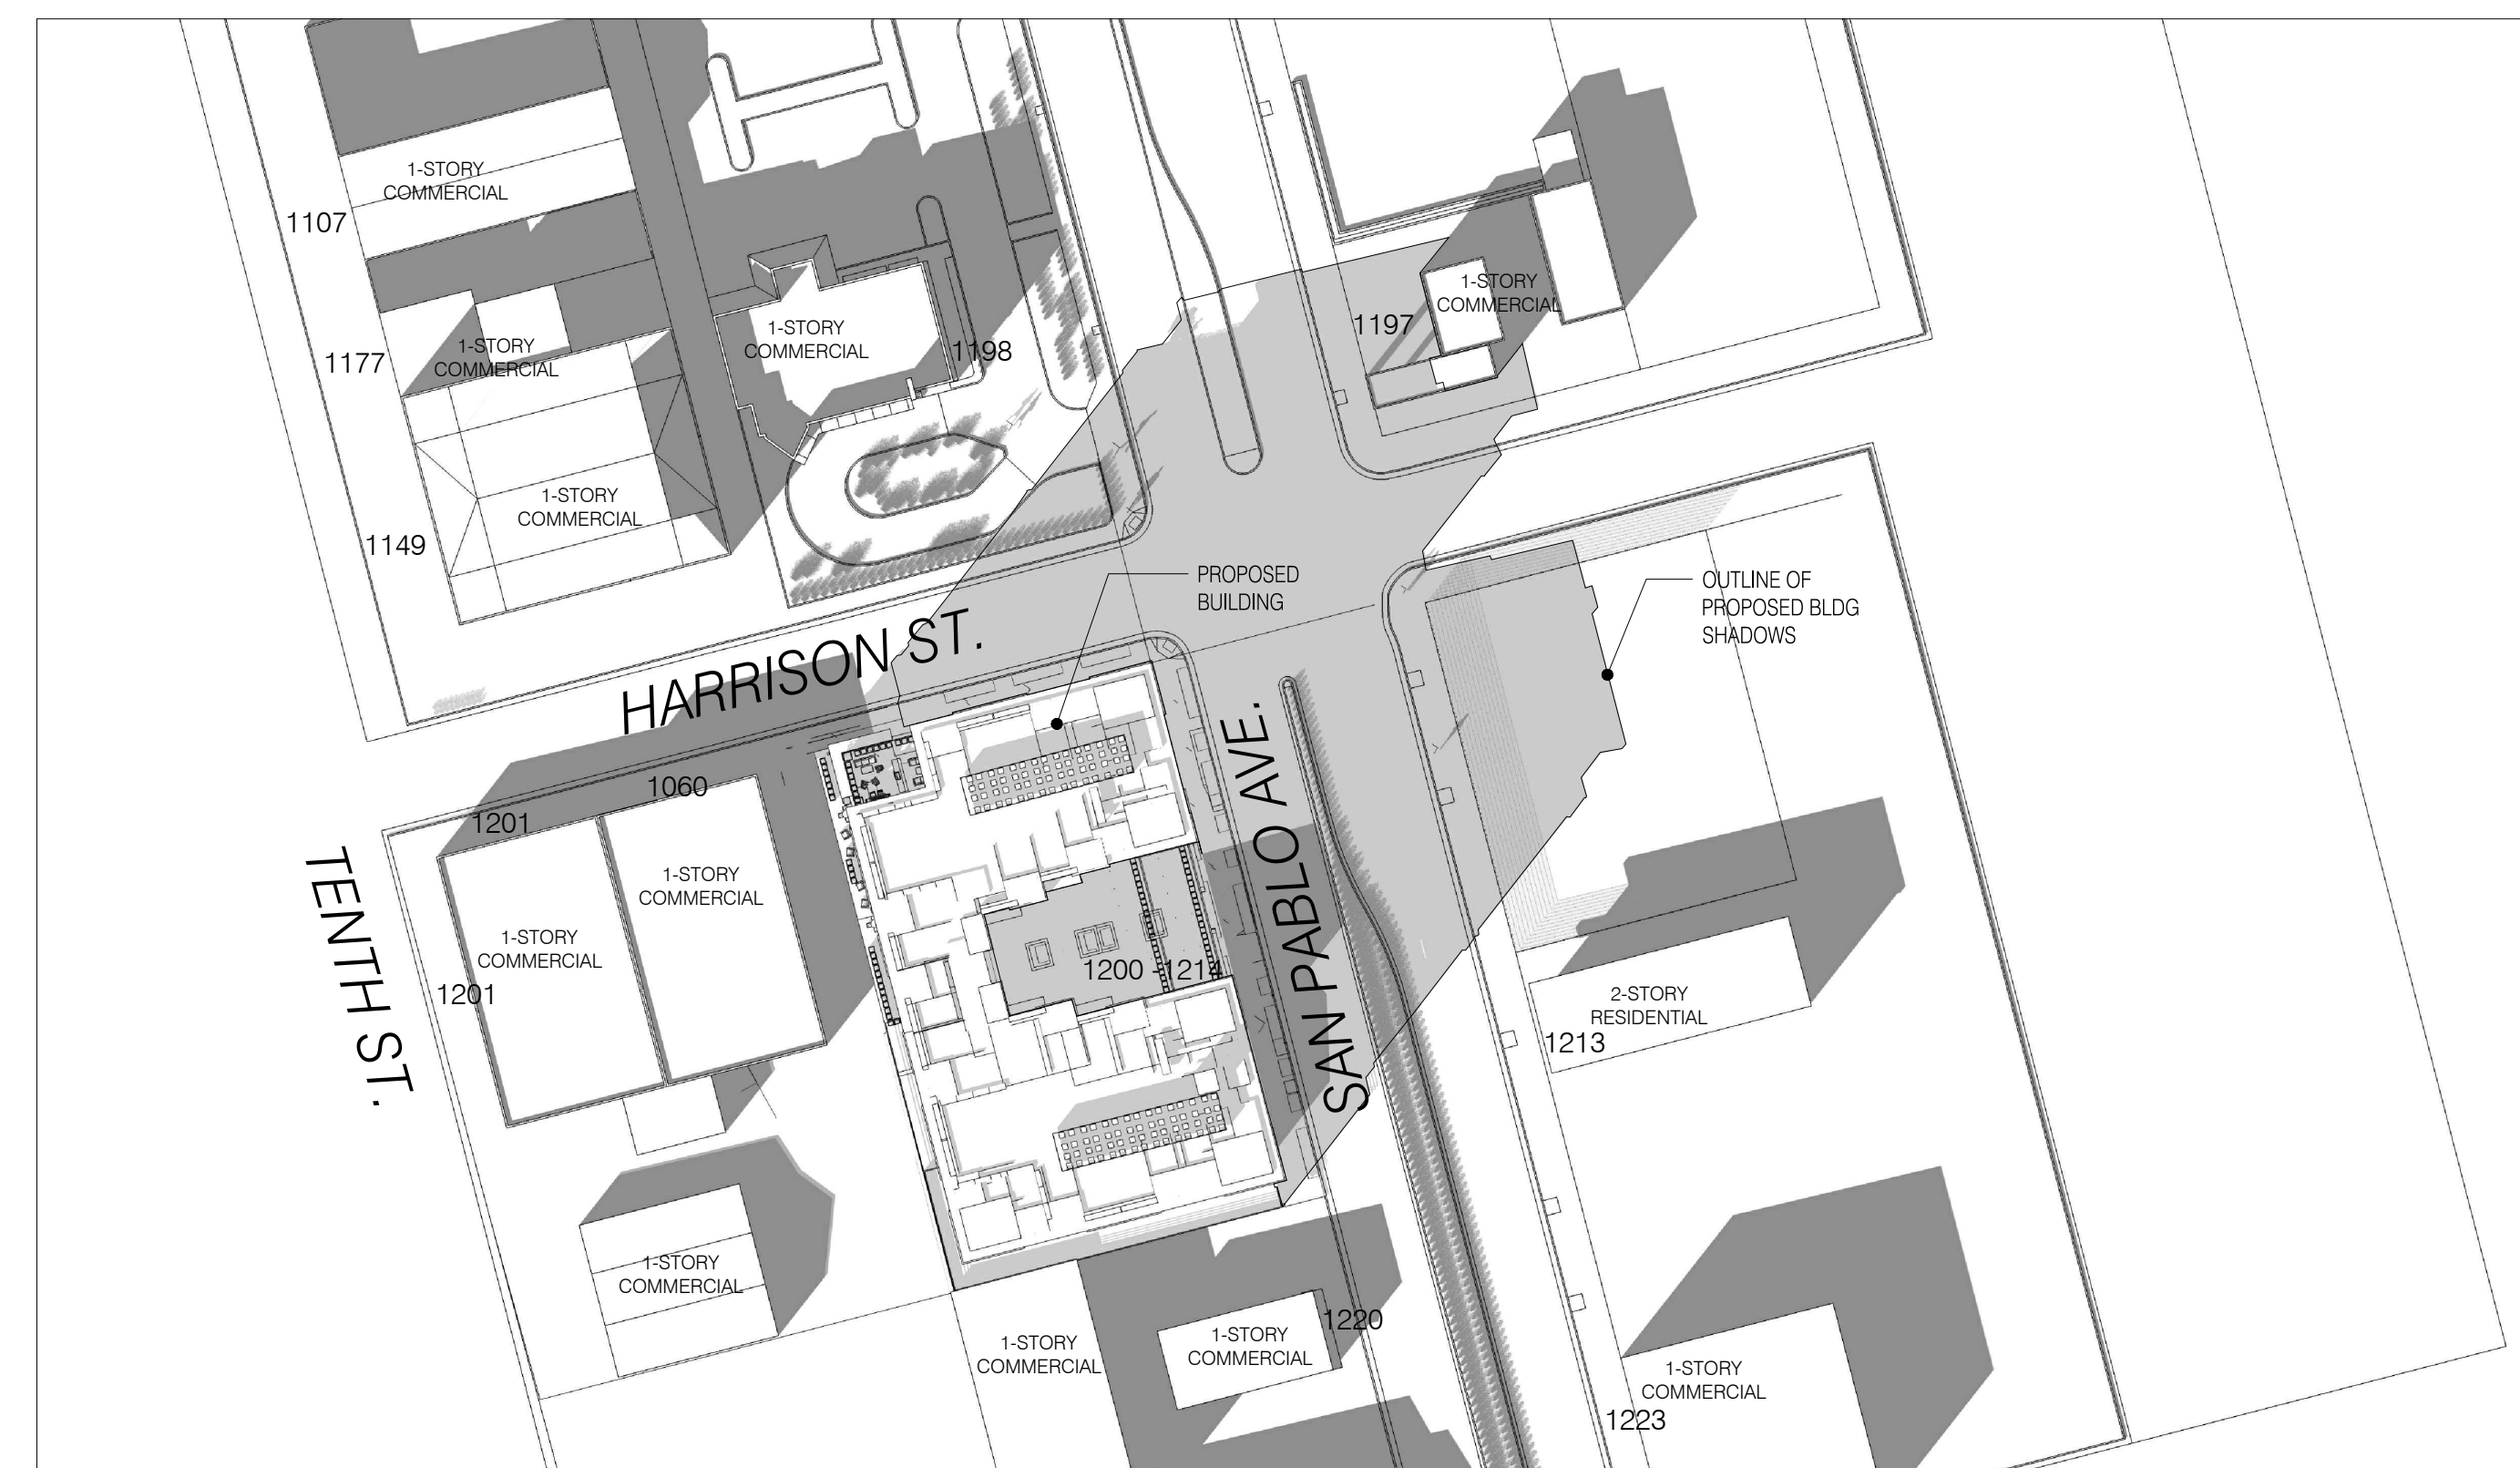 1-STORY
COMMERCIAL
1107
1-STORY
COMMERCIAL
1177
1-STORY
COMMERCIAL
1149
1-STORY
COMMERCIAL
1198
1-STORY
COMMERCIAL
1197
PROPOSED
BUILDING
OUTLINE OF
PROPOSED BLDG
SHADOWS
HARRISON ST.
SAN PABLO AVE.
TENTH ST.
1060
1201
1-STORY
COMMERCIAL
1-STORY
COMMERCIAL
1201
1200 -1214
2-STORY
RESIDENTIAL
1213
1-STORY
COMMERCIAL
1-STORY
COMMERCIAL
1-STORY
COMMERCIAL
1220
1-STORY
COMMERCIAL
1223